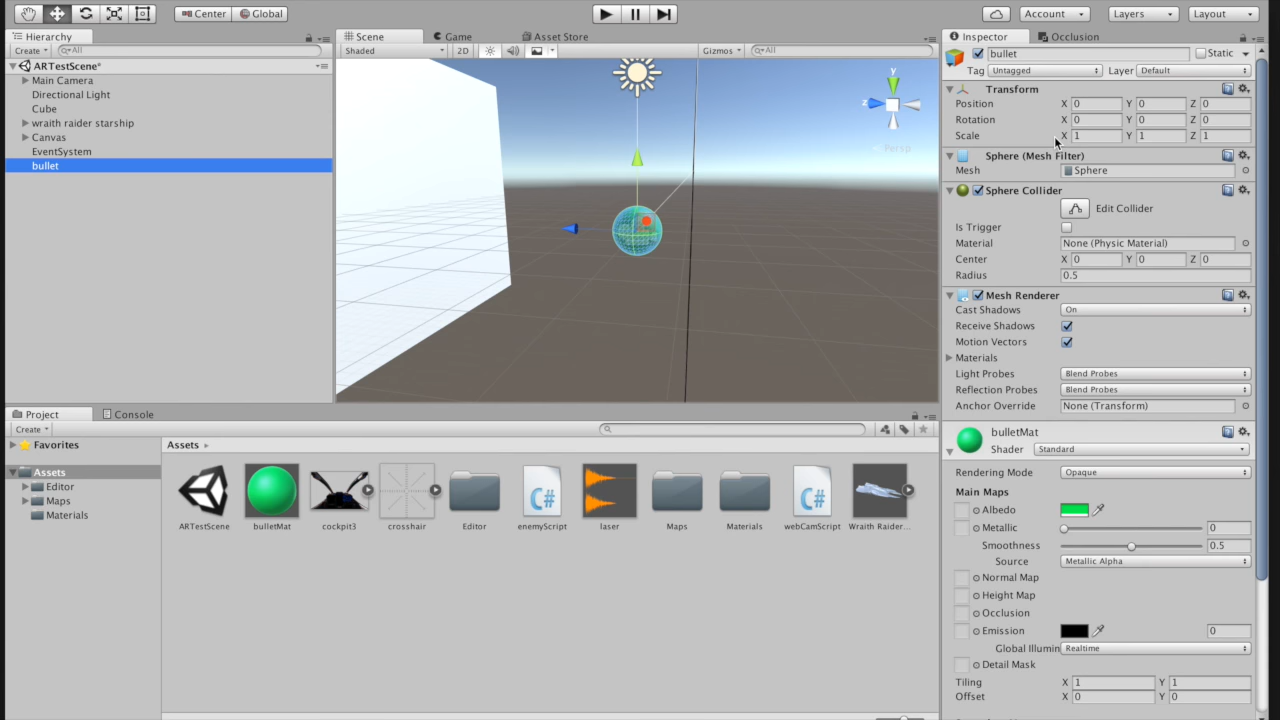 Center Global Account Layers Layout
Hierarchy
Create All
ARTestScene*
Main Camera
Directional Light
Cube
wraith raider starship
Canvas
EventSystem
bullet
Scene Game Asset Store
Shaded 2D Gizmos All
y
z
Persp
Inspector Occlusion
bullet Static
Tag Untagged Layer Default
Transform
Position X 0 Y 0 Z 0
Rotation X 0 Y 0 Z 0
Scale X 1 Y 1 Z 1
Sphere (Mesh Filter)
Mesh Sphere
Sphere Collider
Edit Collider
Is Trigger
Material None (Physic Material)
Center X 0 Y 0 Z 0
Radius 0.5
Mesh Renderer
Cast Shadows On
Receive Shadows
Motion Vectors
Materials
Light Probes Blend Probes
Reflection Probes Blend Probes
Anchor Override None (Transform)
bulletMat
Shader Standard
Rendering Mode Opaque
Main Maps
Albedo
Metallic 0
Smoothness 0.5
Source Metallic Alpha
Normal Map
Height Map
Occlusion
Emission 0
Global Illumin Realtime
Detail Mask
Tiling X 1 Y 1
Offset X 0 Y 0
Project Console
Create
Favorites
Assets
Editor
Maps
Materials
Assets
ARTestScene bulletMat cockpit3 crosshair Editor enemyScript laser Maps Materials webCamScript Wraith Raider...
C# C#